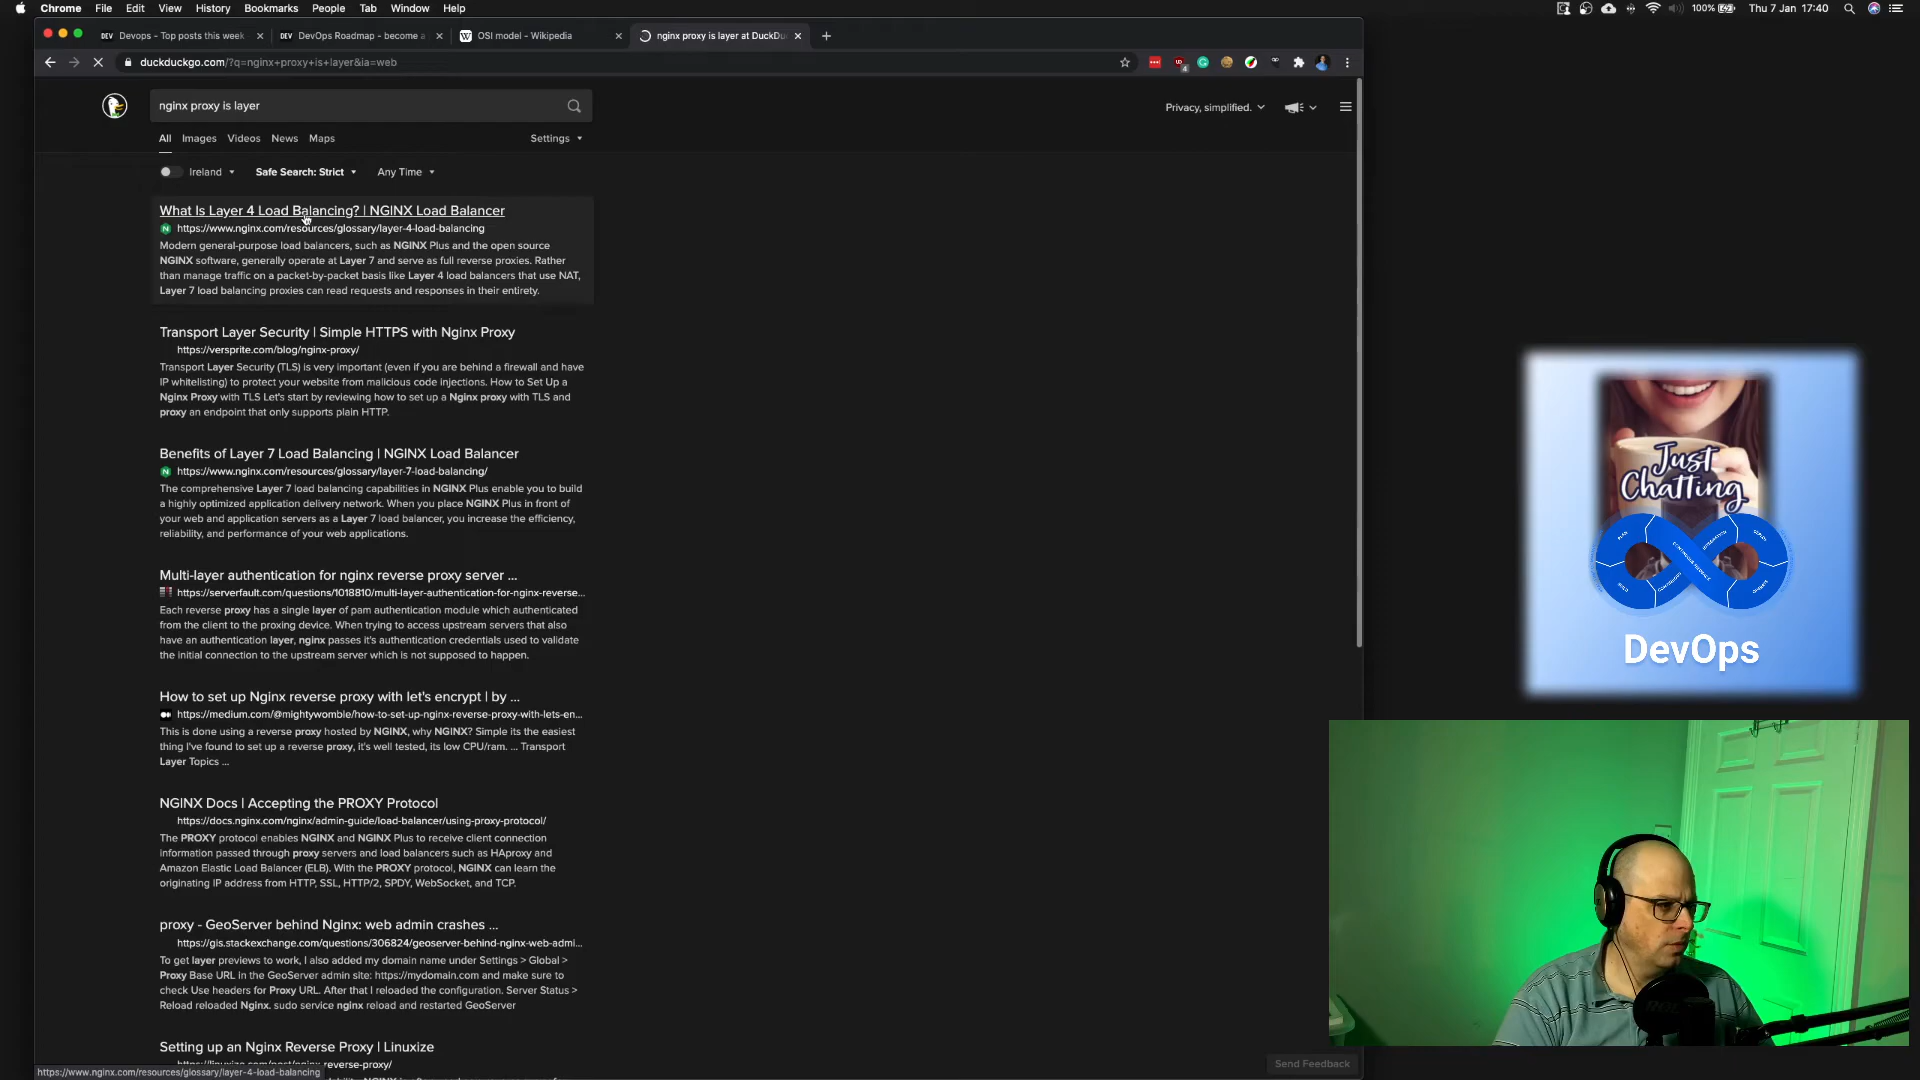 Chrome File Edit View History Bookmarks People Tab Window Help
100% Thu 7 Jan 17:40
Devops - Top posts this week
DevOps Roadmap - become a
OSI model - Wikipedia
nginx proxy is layer at DuckDu
duckduckgo.com/?q=nginx+proxy+is+layer&ia=web
nginx proxy is layer
Privacy, simplified.
All Images Videos News Maps Settings
Ireland Safe Search: Strict Any Time
What Is Layer 4 Load Balancing? | NGINX Load Balancer
https://www.nginx.com/resources/glossary/layer-4-load-balancing
Modern general-purpose load balancers, such as NGINX Plus and the open source
NGINX software, generally operate at Layer 7 and serve as full reverse proxies. Rather
than manage traffic on a packet-by-packet basis like Layer 4 load balancers that use NAT,
Layer 7 load balancing proxies can read requests and responses in their entirety.
Transport Layer Security | Simple HTTPS with Nginx Proxy
https://versprite.com/blog/nginx-proxy/
Transport Layer Security (TLS) is very important (even if you are behind a firewall and have
IP whitelisting) to protect your website from malicious code injections. How to Set Up a
Nginx Proxy with TLS Let's start by reviewing how to set up a Nginx proxy with TLS and
proxy an endpoint that only supports plain HTTP.
Benefits of Layer 7 Load Balancing | NGINX Load Balancer
https://www.nginx.com/resources/glossary/layer-7-load-balancing/
The comprehensive Layer 7 load balancing capabilities in NGINX Plus enable you to build
a highly optimized application delivery network. When you place NGINX Plus in front of
your web and application servers as a Layer 7 load balancer, you increase the efficiency,
reliability, and performance of your web applications.
Multi-layer authentication for nginx reverse proxy server ...
https://serverfault.com/questions/1018810/multi-layer-authentication-for-nginx-reverse...
Each reverse proxy has a single layer of pam authentication module which authenticated
from the client to the proxing device. When trying to access upstream servers that also
have an authentication layer, nginx passes it's authentication credentials used to validate
the initial connection to the upstream server which is not supposed to happen.
How to set up Nginx reverse proxy with let's encrypt | by ...
https://medium.com/@mightywomble/how-to-set-up-nginx-reverse-proxy-with-lets-en...
This is done using a reverse proxy hosted by NGINX, why NGINX? Simple its the easiest
thing I've found to set up a reverse proxy, it's well tested, its low CPU/ram. ... Transport
Layer Topics ...
NGINX Docs | Accepting the PROXY Protocol
https://docs.nginx.com/nginx/admin-guide/load-balancer/using-proxy-protocol/
The PROXY protocol enables NGINX and NGINX Plus to receive client connection
information passed through proxy servers and load balancers such as HAproxy and
Amazon Elastic Load Balancer (ELB). With the PROXY protocol, NGINX can learn the
originating IP address from HTTP, SSL, HTTP/2, SPDY, WebSocket, and TCP.
proxy - GeoServer behind Nginx: web admin crashes ...
https://gis.stackexchange.com/questions/306824/geoserver-behind-nginx-web-admi...
To get layer previews to work, I also added my domain name under Settings > Global >
Proxy Base URL in the GeoServer admin site: https://mydomain.com and make sure to
check Use headers for Proxy URL. After that I reloaded the configuration. Server Status >
Reload reloaded Nginx. sudo service nginx reload and restarted GeoServer
Setting up an Nginx Reverse Proxy | Linuxize
reverse-proxy/
https://www.nginx.com/resources/glossary/layer-4-load-balancing
Send Feedback
Just
Chatting
DevOps